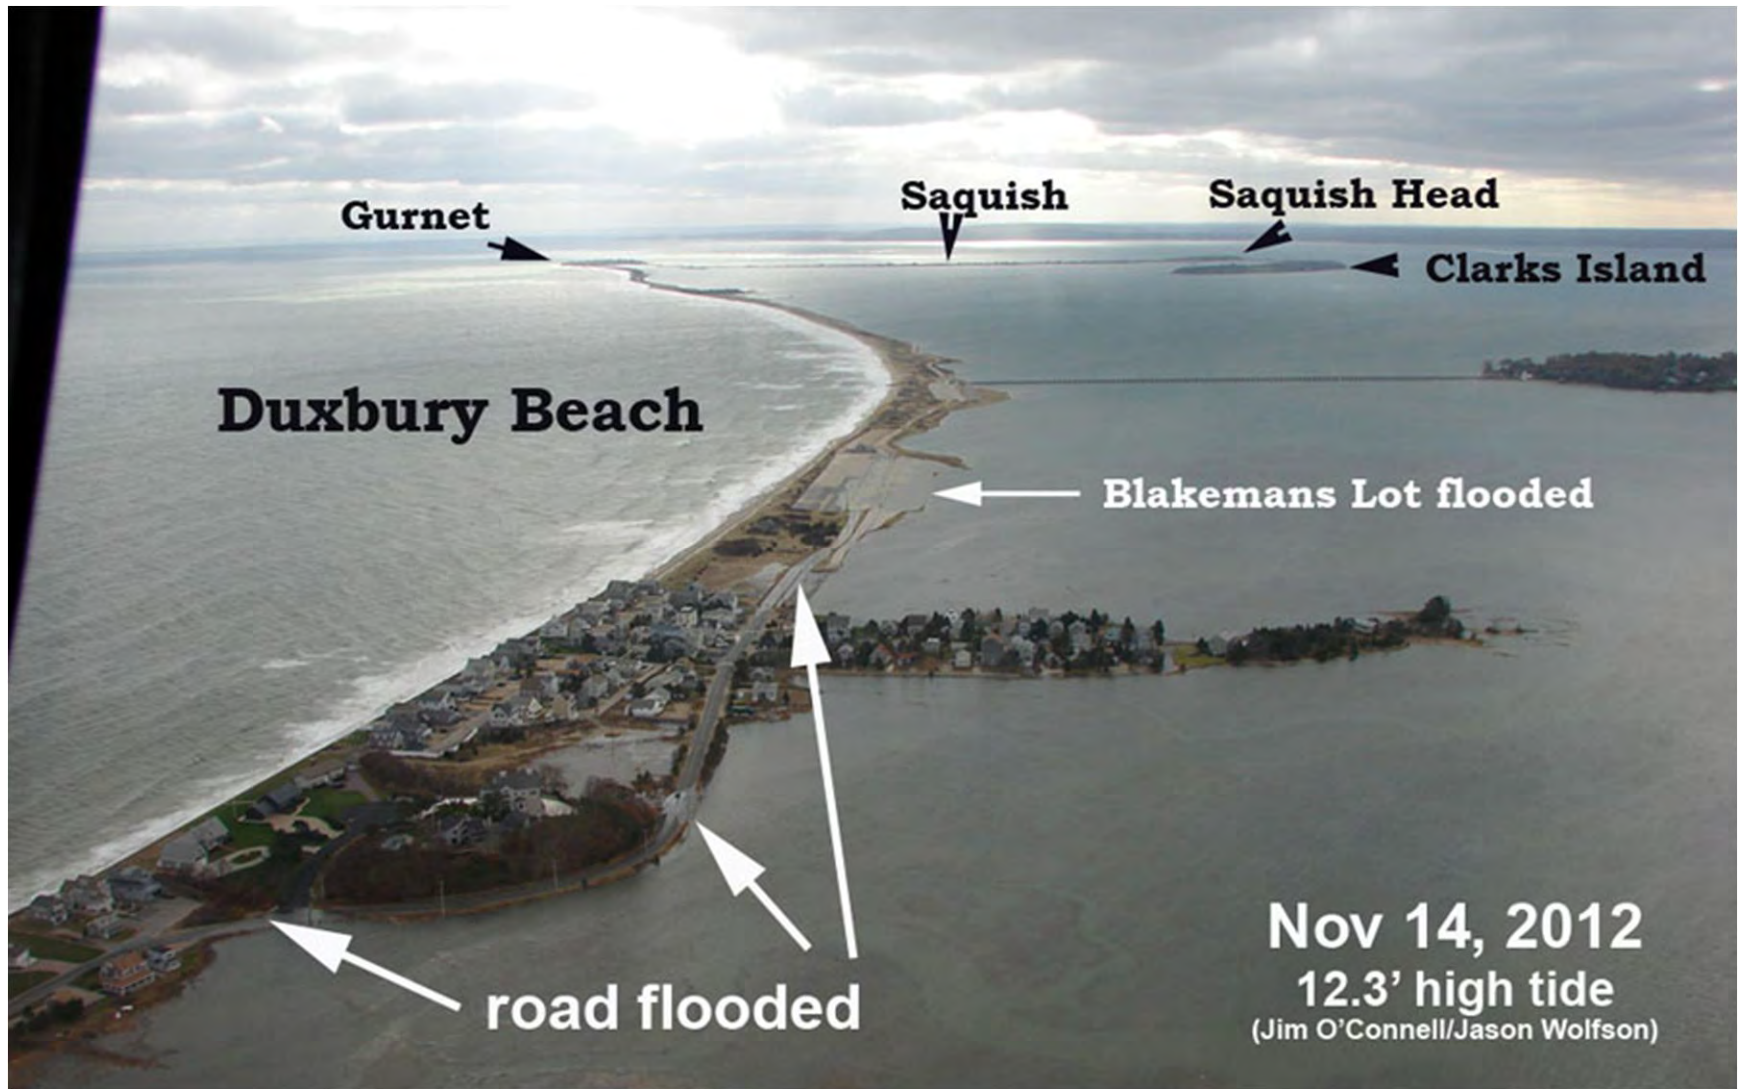 Gurnet
Saquish
Saquish Head
Clarks Island
Duxbury Beach
Blakemans Lot flooded
road flooded
Nov 14, 2012
12.3’ high tide
(Jim O’Connell/Jason Wolfson)